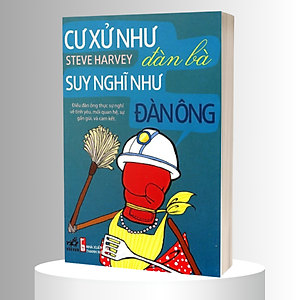 CƯ XỬ NHƯ đàn bà
STEVE HARVEY
SUY NGHĨ NHƯ
ĐÀN ÔNG
Điều đàn ông thực sự nghĩ
về tình yêu, mối quan hệ, sự
gần gũi, và cam kết.